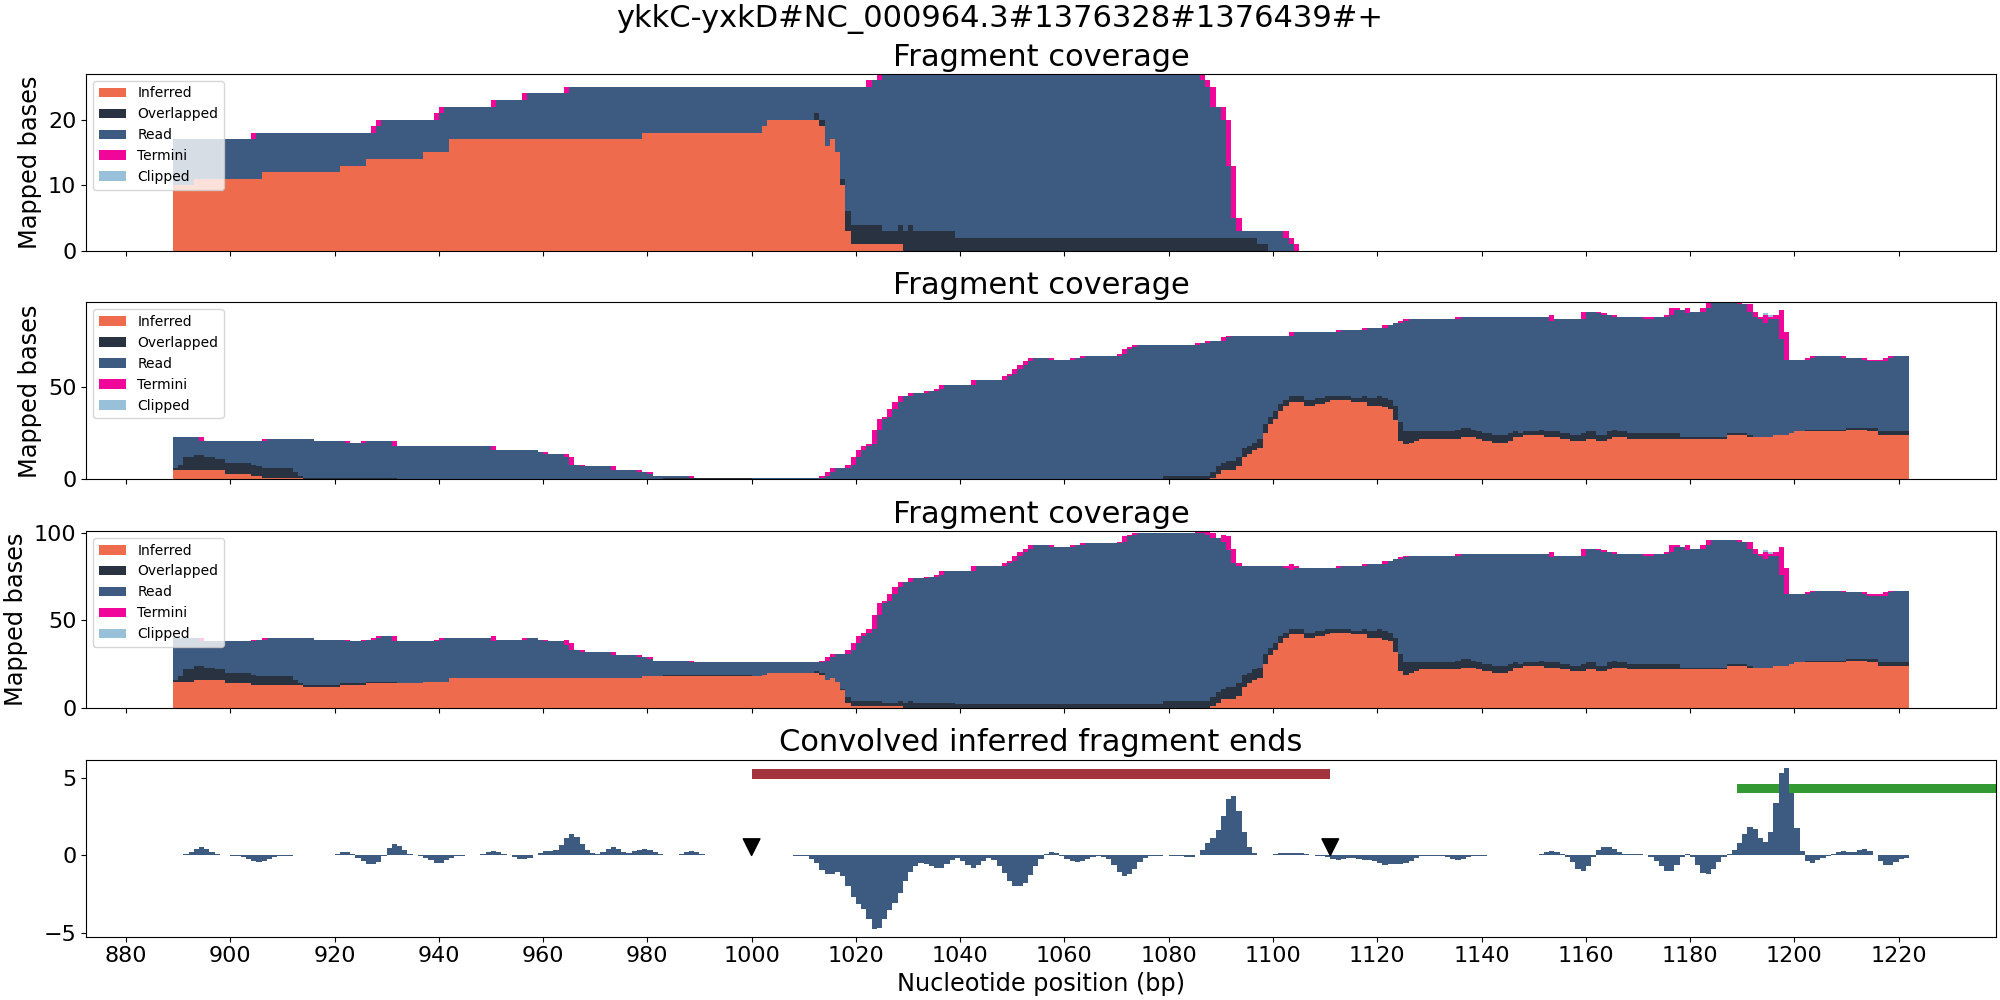 ykkC-yxkD#NC_000964.3#1376328#1376439#+
Fragment coverage
Mapped bases
20
10
0
Inferred
Overlapped
Read
Termini
Clipped
Fragment coverage
Mapped bases
50
0
Inferred
Overlapped
Read
Termini
Clipped
Fragment coverage
Mapped bases
100
50
0
Inferred
Overlapped
Read
Termini
Clipped
Convolved inferred fragment ends
5
0
−5
880 900 920 940 960 980 1000 1020 1040 1060 1080 1100 1120 1140 1160 1180 1200 1220
Nucleotide position (bp)